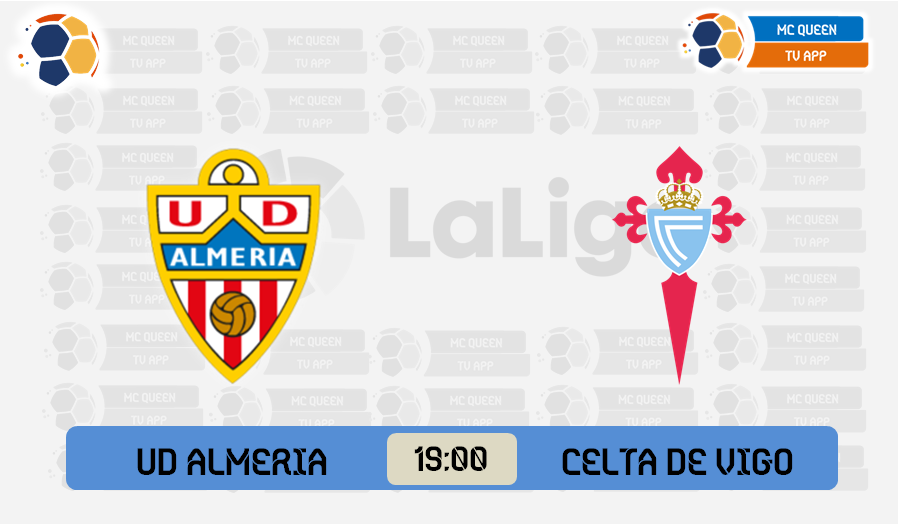 MC QUEEN
TV APP
U D
ALMERIA
LaLiga
UD ALMERIA
19:00
CELTA DE VIGO